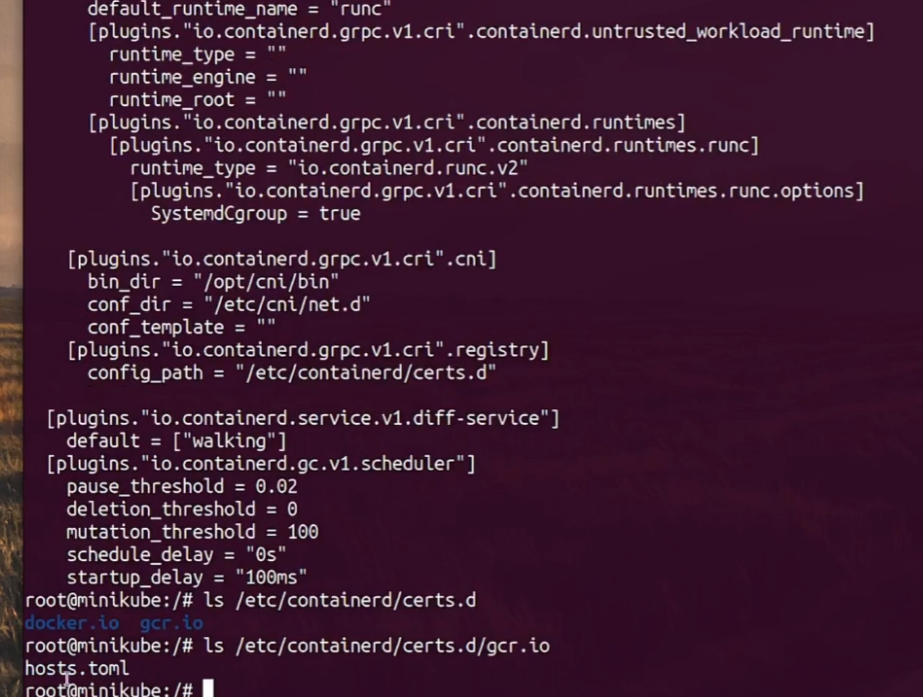 default_runtime_name = "runc"
[plugins."io.containerd.grpc.v1.cri".containerd.untrusted_workload_runtime]
runtime_type = ""
runtime_engine = ""
runtime_root = ""
[plugins."io.containerd.grpc.v1.cri".containerd.runtimes]
[plugins."io.containerd.grpc.v1.cri".containerd.runtimes.runc]
runtime_type = "io.containerd.runc.v2"
[plugins."io.containerd.grpc.v1.cri".containerd.runtimes.runc.options]
SystemdCgroup = true
[plugins."io.containerd.grpc.v1.cri".cni]
bin_dir = "/opt/cni/bin"
conf_dir = "/etc/cni/net.d"
conf_template = ""
[plugins."io.containerd.grpc.v1.cri".registry]
config_path = "/etc/containerd/certs.d"
[plugins."io.containerd.service.v1.diff-service"]
default = ["walking"]
[plugins."io.containerd.gc.v1.scheduler"]
pause_threshold = 0.02
deletion_threshold = 0
mutation_threshold = 100
schedule_delay = "0s"
startup_delay = "100ms"
root@minikube:/# ls /etc/containerd/certs.d
docker.io gcr.io
root@minikube:/# ls /etc/containerd/certs.d/gcr.io
hosts.toml
root@minikube:/#